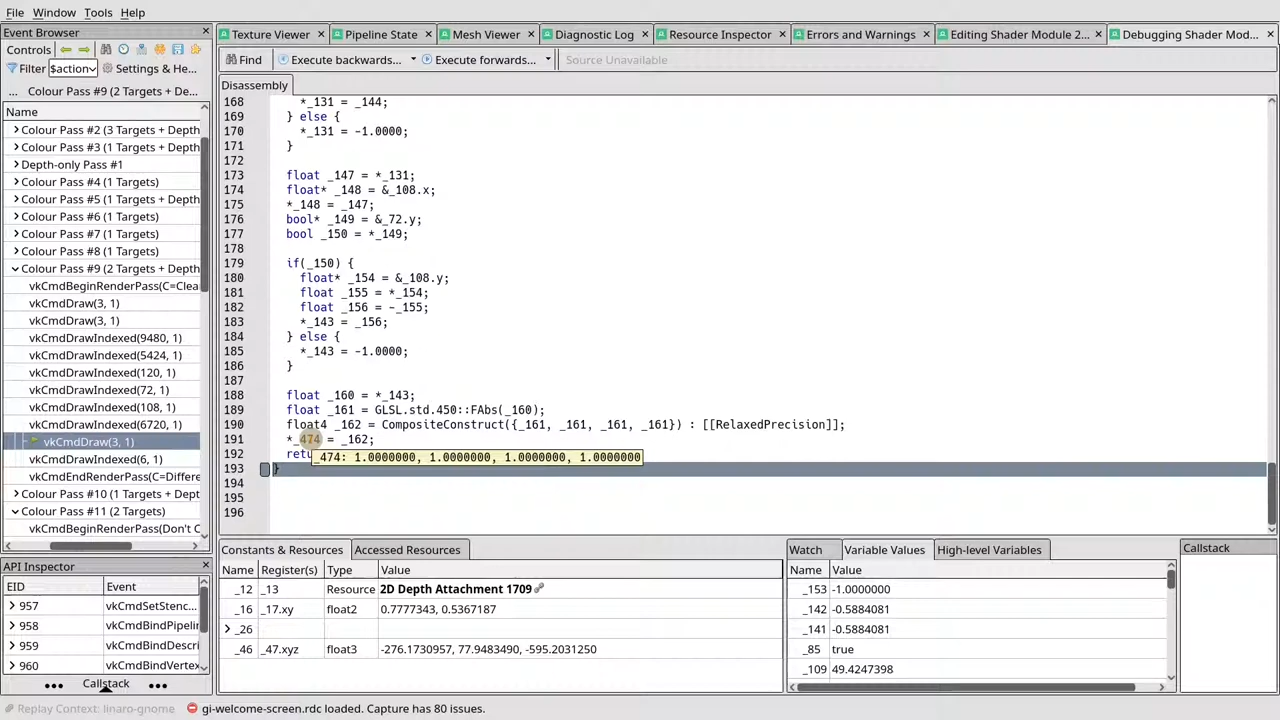 File Window Tools Help
Event Browser
Controls
Filter $action Settings & He...
... Colour Pass #9 (2 Targets + De...
Name
Colour Pass #2 (3 Targets + Depth
Colour Pass #3 (1 Targets + Depth
Depth-only Pass #1
Colour Pass #4 (1 Targets)
Colour Pass #5 (1 Targets + Depth
Colour Pass #6 (1 Targets)
Colour Pass #7 (1 Targets)
Colour Pass #8 (1 Targets)
Colour Pass #9 (2 Targets + Depth
vkCmdBeginRenderPass(C=Clea
vkCmdDraw(3, 1)
vkCmdDraw(3, 1)
vkCmdDrawIndexed(9480, 1)
vkCmdDrawIndexed(5424, 1)
vkCmdDrawIndexed(120, 1)
vkCmdDrawIndexed(72, 1)
vkCmdDrawIndexed(108, 1)
vkCmdDrawIndexed(6720, 1)
vkCmdDraw(3, 1)
vkCmdDrawIndexed(6, 1)
vkCmdEndRenderPass(C=Differe
Colour Pass #10 (1 Targets + Depth
Colour Pass #11 (2 Targets)
vkCmdBeginRenderPass(Don't C
API Inspector
EID Event
957 vkCmdSetStenc...
958 vkCmdBindPipelin
959 vkCmdBindDescri
960 vkCmdBindVertex
... Callstack ...
Texture Viewer Pipeline State Mesh Viewer Diagnostic Log Resource Inspector Errors and Warnings Editing Shader Module 2... Debugging Shader Mod...
Find Execute backwards... Execute forwards... Source Unavailable
Disassembly
168 *_131 = _144;
169 } else {
170 *_131 = -1.0000;
171 }
172
173 float _147 = *_131;
174 float* _148 = &_108.x;
175 *_148 = _147;
176 bool* _149 = &_72.y;
177 bool _150 = *_149;
178
179 if(_150) {
180 float* _154 = &_108.y;
181 float _155 = *_154;
182 float _156 = -_155;
183 *_143 = _156;
184 } else {
185 *_143 = -1.0000;
186 }
187
188 float _160 = *_143;
189 float _161 = GLSL.std.450::FAbs(_160);
190 float4 _162 = CompositeConstruct({_161, _161, _161, _161}) : [[RelaxedPrecision]];
191 *_474 = _162;
192 retu
_474: 1.0000000, 1.0000000, 1.0000000, 1.0000000
193 }
194
195
196
Constants & Resources Accessed Resources
Name Register(s) Type Value
_12 _13 Resource 2D Depth Attachment 1709
_16 _17.xy float2 0.7777343, 0.5367187
_26
_46 _47.xyz float3 -276.1730957, 77.9483490, -595.2031250
Watch Variable Values High-level Variables
Name Value
_153 -1.0000000
_142 -0.5884081
_141 -0.5884081
_85 true
_109 49.4247398
Callstack
Replay Context: linaro-gnome gi-welcome-screen.rdc loaded. Capture has 80 issues.